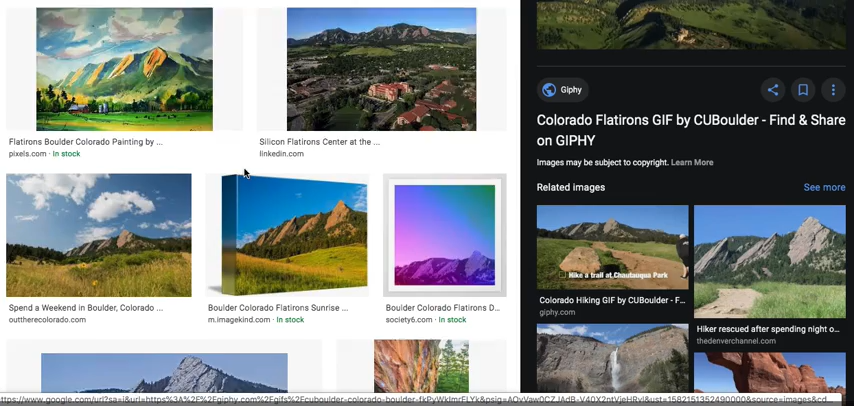 Flatirons Boulder Colorado Painting by ...
pixels.com · In stock
Silicon Flatirons Center at the ...
linkedin.com
Spend a Weekend in Boulder, Colorado ...
outtherecolorado.com
Boulder Colorado Flatirons Sunrise ...
m.imagekind.com · In stock
Boulder Colorado Flatirons D...
society6.com · In stock
Giphy
Colorado Flatirons GIF by CUBoulder - Find & Share
on GIPHY
Images may be subject to copyright. Learn More
Related images
See more
Hike a trail at Chautauqua Park
Colorado Hiking GIF by CUBoulder - F...
giphy.com
Hiker rescued after spending night o...
thedenverchannel.com